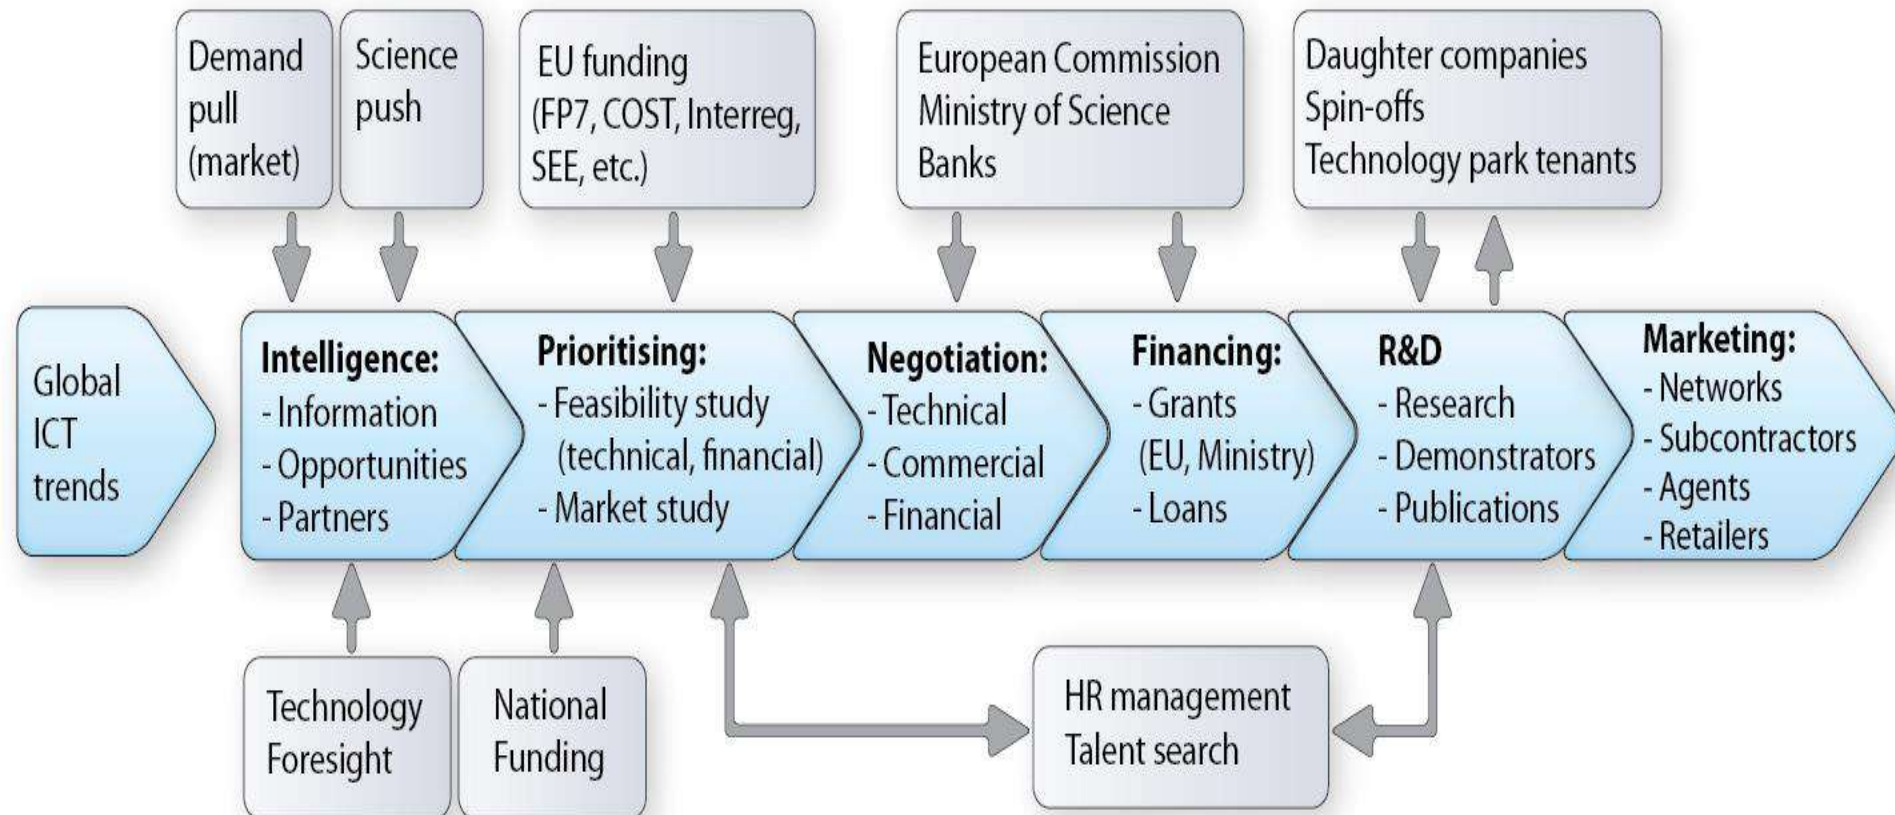 Demand
pull
(market)
Science
push
EU funding
(FP7, COST, Interreg,
SEE, etc.)
European Commission
Ministry of Science
Banks
Daughter companies
Spin-offs
Technology park tenants
Global
ICT
trends
Intelligence:
- Information
- Opportunities
- Partners
Prioritising:
- Feasibility study
(technical, financial)
- Market study
Negotiation:
- Technical
- Commercial
- Financial
Financing:
- Grants
(EU, Ministry)
- Loans
R&D
- Research
- Demonstrators
- Publications
Marketing:
- Networks
- Subcontractors
- Agents
- Retailers
Technology
Foresight
National
Funding
HR management
Talent search